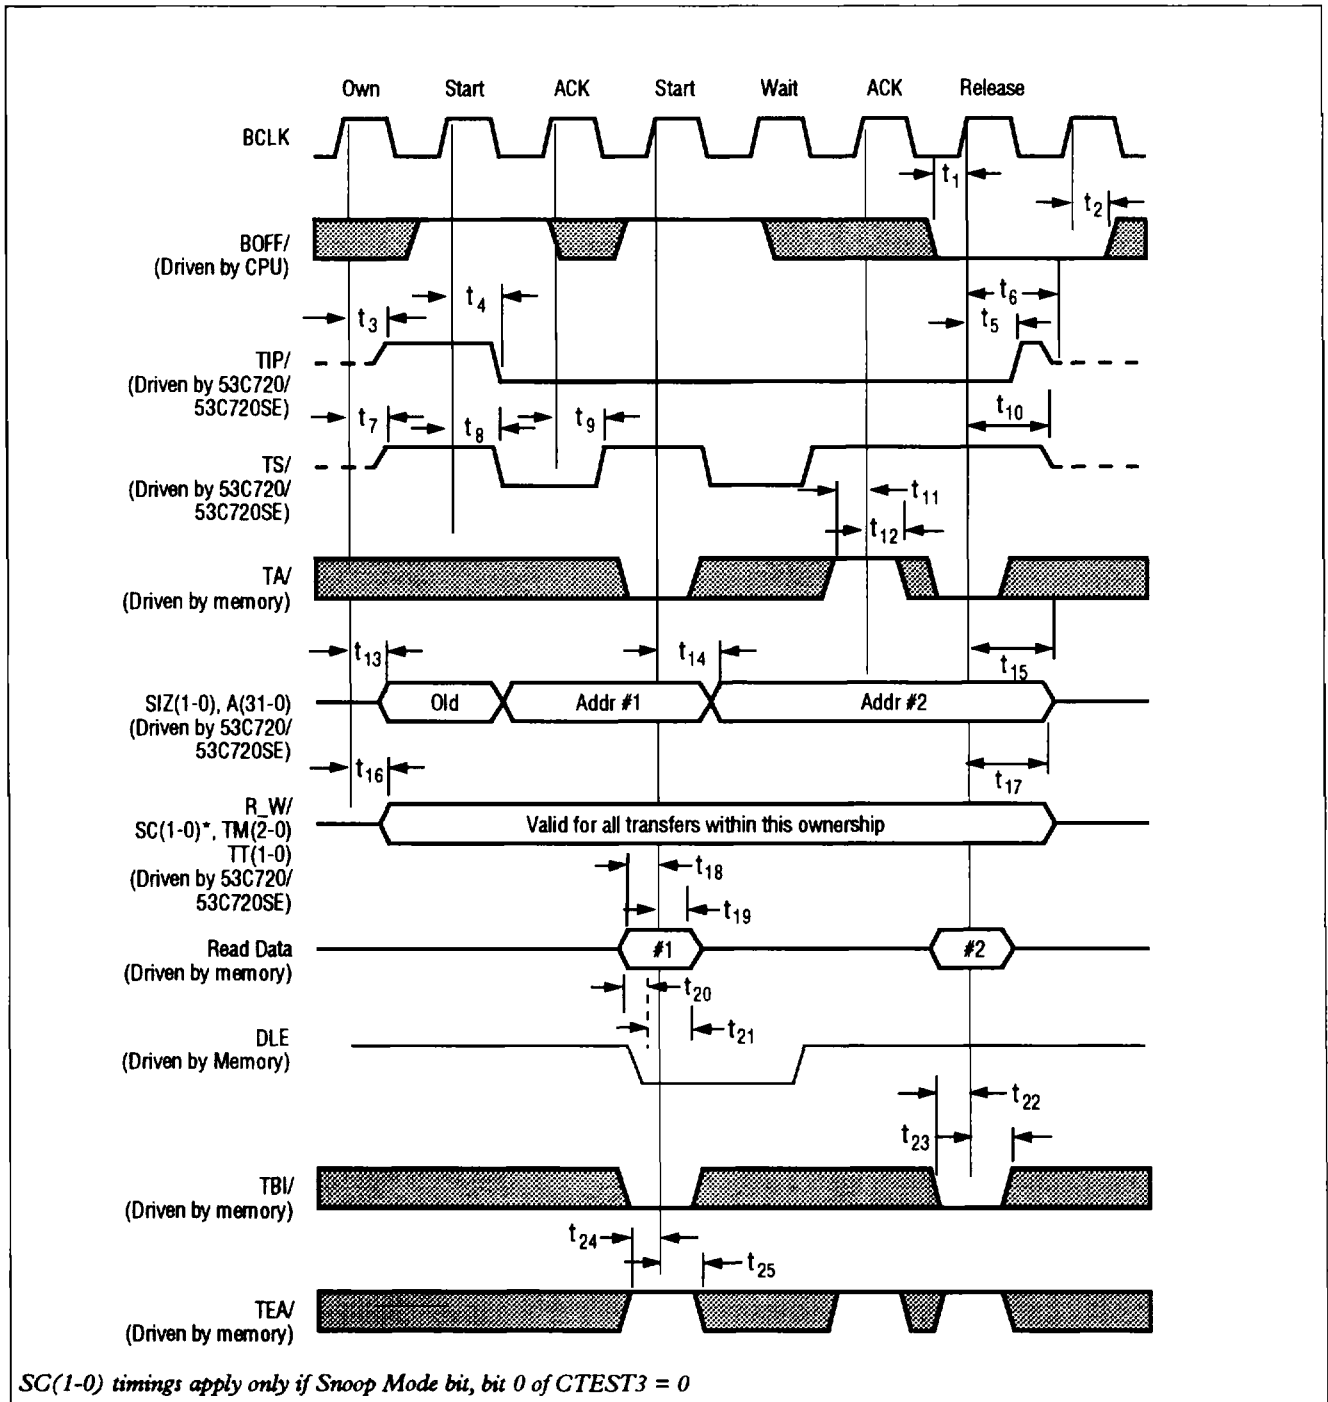 Own Start ACK Start Wait ACK Release
BCLK
t1
t2
BOFF/
(Driven by CPU)
t6
t4
t3
t5
TIP/
(Driven by 53C720/
53C720SE)
t10
t7
t8
t9
TS/
(Driven by 53C720/
53C720SE)
t11
t12
TA/
(Driven by memory)
t13
t14
t15
SIZ(1-0), A(31-0)
Old Addr #1 Addr #2
(Driven by 53C720/
53C720SE)
t16
t17
R_W/
SC(1-0)*, TM(2-0)
Valid for all transfers within this ownership
TT(1-0)
(Driven by 53C720/
53C720SE)
t18
t19
Read Data
#1 #2
(Driven by memory)
t20
t21
DLE
(Driven by Memory)
t22
t23
TBI/
(Driven by memory)
t24
t25
TEA/
(Driven by memory)
SC(1-0) timings apply only if Snoop Mode bit, bit 0 of CTEST3 = 0